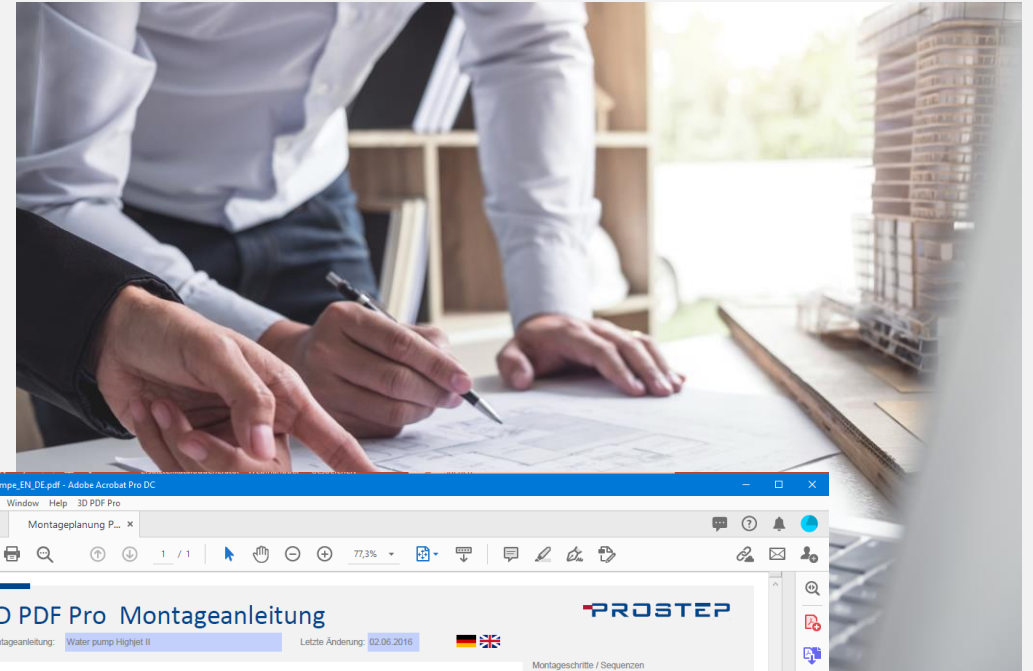 mpe_EN_DE.pdf - Adobe Acrobat Pro DC
Window Help 3D PDF Pro
Montageplanung P... ×
1 / 1 77,3%
D PDF Pro Montageanleitung
PROSTEP
ntageanleitung: Water pump Highjet II Letzte Änderung: 02.06.2016
Montageschritte / Sequenzen